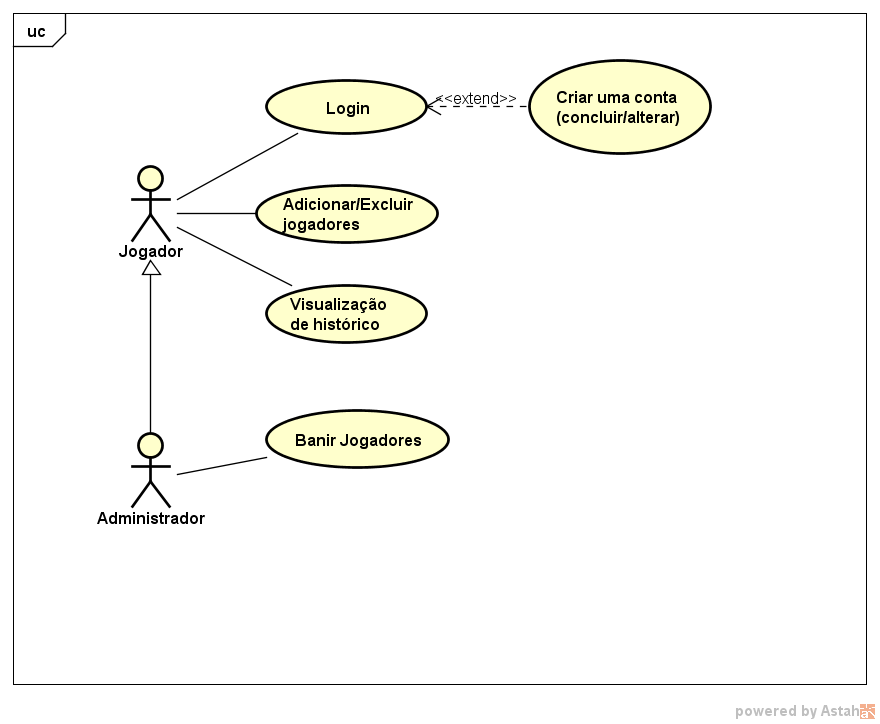 uc
Login
<<extend>>
Criar uma conta
(concluir/alterar)
Jogador
Adicionar/Excluir
jogadores
Visualização
de histórico
Banir Jogadores
Administrador
powered by Astah